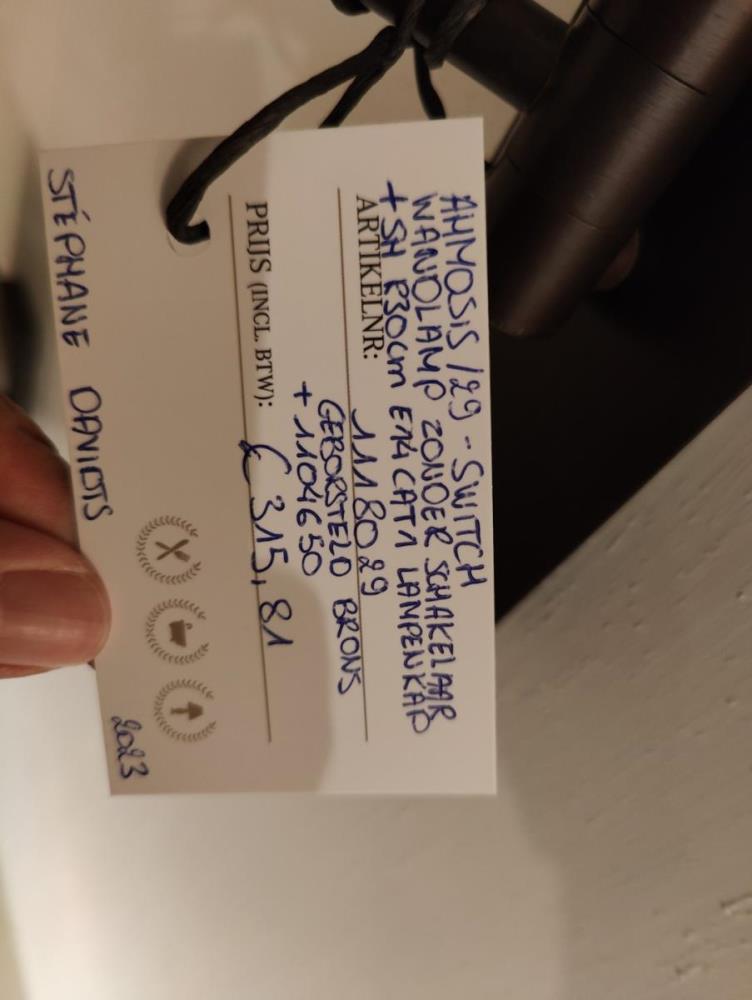 AHMOSIS /29 - SWITCH
WANDLAMP ZONDER SCHAKELAAR
+ SH R30cm E14 CAT1 LAMPENKAP
ARTIKELNR: 1118029
GEBORSTELD BRONS
+ 1104650
PRIJS (INCL. BTW): € 315,81
STÉPHANE DAVIDTS 2023